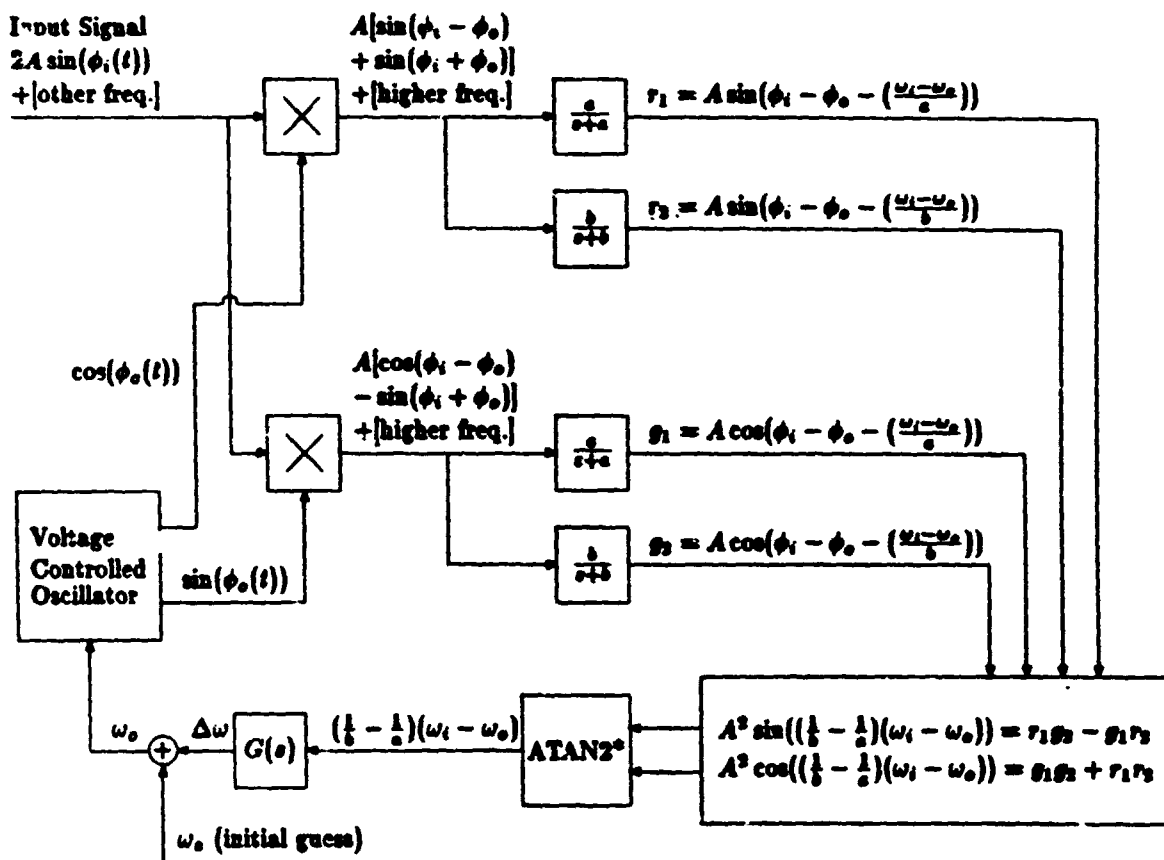 Input Signal
2A sin(ϕᵢ(t))
+[other freq.]
A[sin(ϕᵢ − ϕₒ)
+ sin(ϕᵢ + ϕₒ)]
+[higher freq.]
a/(s+a)
r₁ = A sin(ϕᵢ − ϕₒ − ((ωᵢ−ωₒ)/a))
b/(s+b)
r₂ = A sin(ϕᵢ − ϕₒ − ((ωᵢ−ωₒ)/b))
cos(ϕₒ(t))
A[cos(ϕᵢ − ϕₒ)
− sin(ϕᵢ + ϕₒ)]
+[higher freq.]
a/(s+a)
g₁ = A cos(ϕᵢ − ϕₒ − ((ωᵢ−ωₒ)/a))
b/(s+b)
g₂ = A cos(ϕᵢ − ϕₒ − ((ωᵢ−ωₒ)/b))
Voltage
Controlled
Oscillator
sin(ϕₒ(t))
ωₒ
+
Δω
G(s)
(1/b − 1/a)(ωᵢ − ωₒ)
ATAN2*
A² sin((1/b − 1/a)(ωᵢ − ωₒ)) = r₁g₂ − g₁r₂
A² cos((1/b − 1/a)(ωᵢ − ωₒ)) = g₁g₂ + r₁r₂
ωₒ (initial guess)